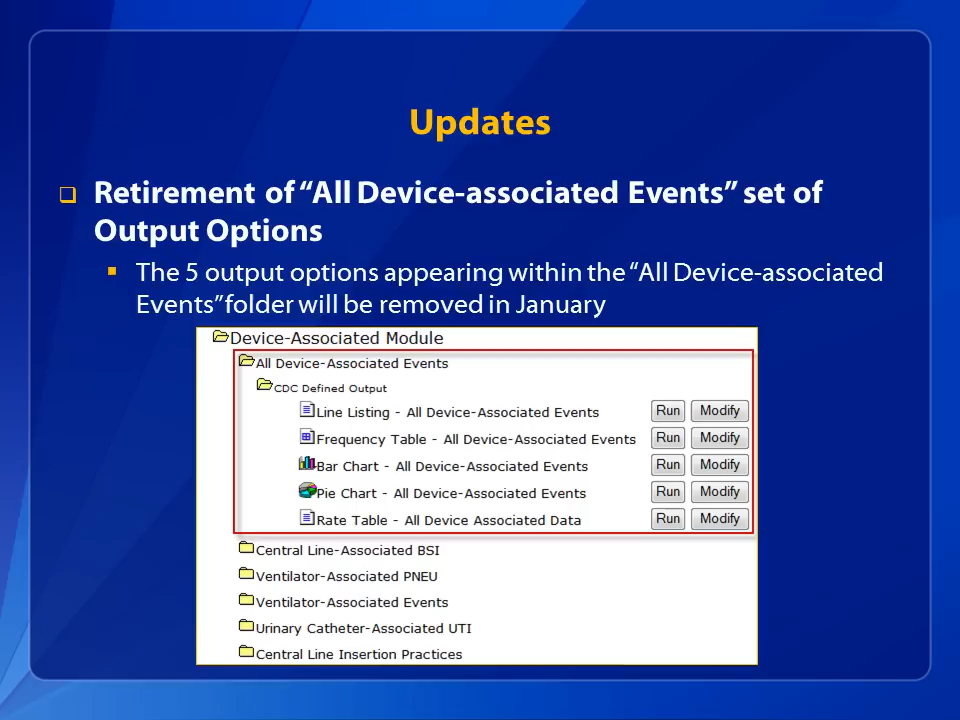 Updates
Retirement of “All Device-associated Events” set of
Output Options
The 5 output options appearing within the “All Device-associated
Events” folder will be removed in January
Device-Associated Module
All Device-Associated Events
CDC Defined Output
Line Listing - All Device-Associated Events Run Modify
Frequency Table - All Device-Associated Events Run Modify
Bar Chart - All Device-Associated Events Run Modify
Pie Chart - All Device-Associated Events Run Modify
Rate Table - All Device Associated Data Run Modify
Central Line-Associated BSI
Ventilator-Associated PNEU
Ventilator-Associated Events
Urinary Catheter-Associated UTI
Central Line Insertion Practices